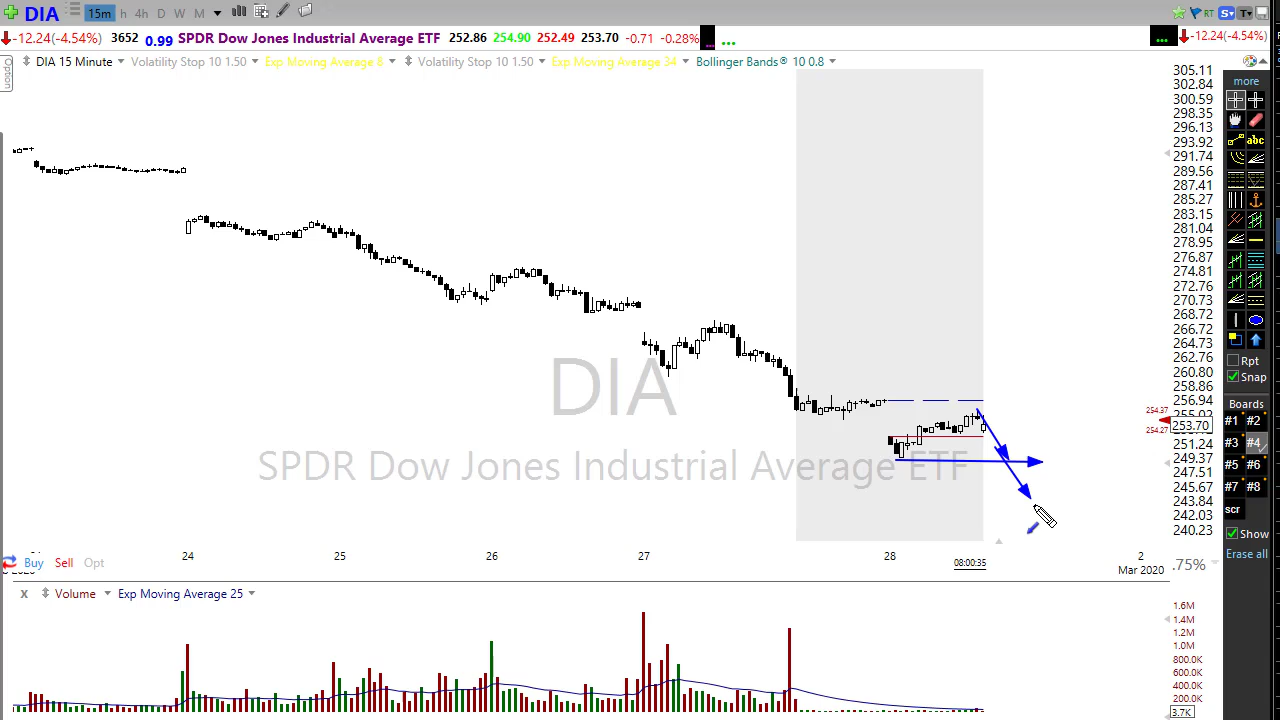 DIA 15m h 4h D W M RT S T -12.24(-4.54%)
-12.24(-4.54%) 3652 0.99 SPDR Dow Jones Industrial Average ETF 252.86 254.90 252.49 253.70 -0.71 -0.28% ... ...
Option
DIA 15 Minute Volatility Stop 10 1.50 Exp Moving Average 8 Volatility Stop 10 1.50 Exp Moving Average 34 Bollinger Bands® 10 0.8
305.11
302.84
300.59
298.35
296.13
293.92
291.74
289.56
287.41
285.27
283.15
281.04
278.95
276.87
274.81
272.76
270.73
268.72
266.72
264.73
262.76
260.80
258.86
256.94
254.37
253.70
254.27
251.24
249.37
247.51
245.67
243.84
242.03
240.23
DIA
SPDR Dow Jones Industrial Average ETF
more
abc
Rpt
Snap
Boards
#1 #2
#3 #4
#5 #6
#7 #8
scr
Show
Erase all
24 25 26 27 28 2
Buy Sell Opt 08:00:35 Mar 2020 .75%
x Volume Exp Moving Average 25
1.6M
1.4M
1.2M
1.0M
800.0K
600.0K
400.0K
200.0K
3.7K